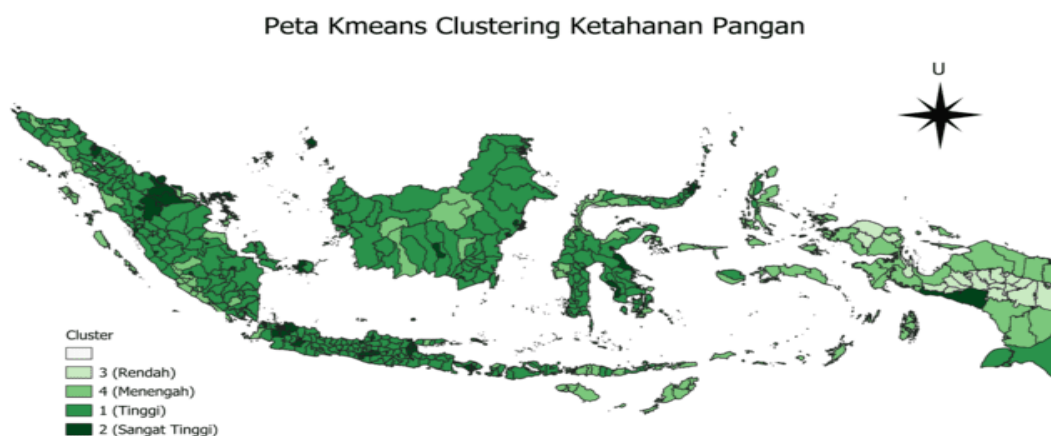 Peta Kmeans Clustering Ketahanan Pangan
U
Cluster
3 (Rendah)
4 (Menengah)
1 (Tinggi)
2 (Sangat Tinggi)